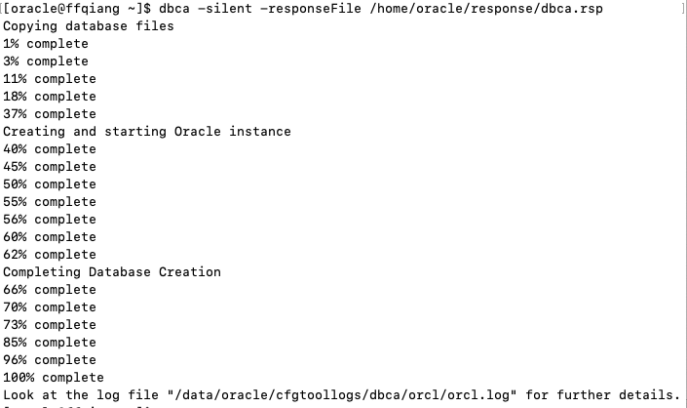 [[oracle@ffqiang ~]$ dbca -silent -responseFile /home/oracle/response/dbca.rsp ]
Copying database files
1% complete
3% complete
11% complete
18% complete
37% complete
Creating and starting Oracle instance
40% complete
45% complete
50% complete
55% complete
56% complete
60% complete
62% complete
Completing Database Creation
66% complete
70% complete
73% complete
85% complete
96% complete
100% complete
Look at the log file "/data/oracle/cfgtoollogs/dbca/orcl/orcl.log" for further details.